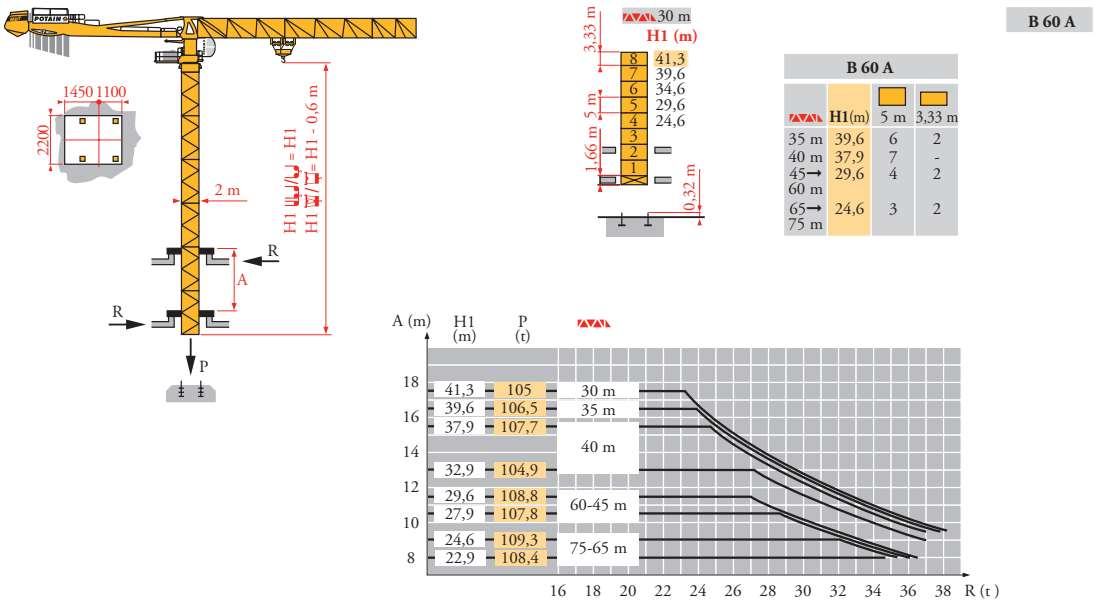 B 60 A
POTAIN
1450 1100
2200
2 m
H1 = H1
H1 = H1 - 0,6 m
R
A
R
P
30 m
H1 (m)
3,33 m
5 m
1,66 m
0,32 m
8 41,3
7 39,6
6 34,6
5 29,6
4 24,6
3
2
1
B 60 A
H1(m) 5 m 3,33 m
35 m 39,6 6 2
40 m 37,9 7 -
45→ 29,6 4 2
60 m
65→ 24,6 3 2
75 m
A (m) H1 P
(m) (t)
18
16
14
12
10
8
41,3 105 30 m
39,6 106,5 35 m
37,9 107,7
40 m
32,9 104,9
29,6 108,8
60-45 m
27,9 107,8
24,6 109,3
75-65 m
22,9 108,4
16 18 20 22 24 26 28 30 32 34 36 38 R (t)